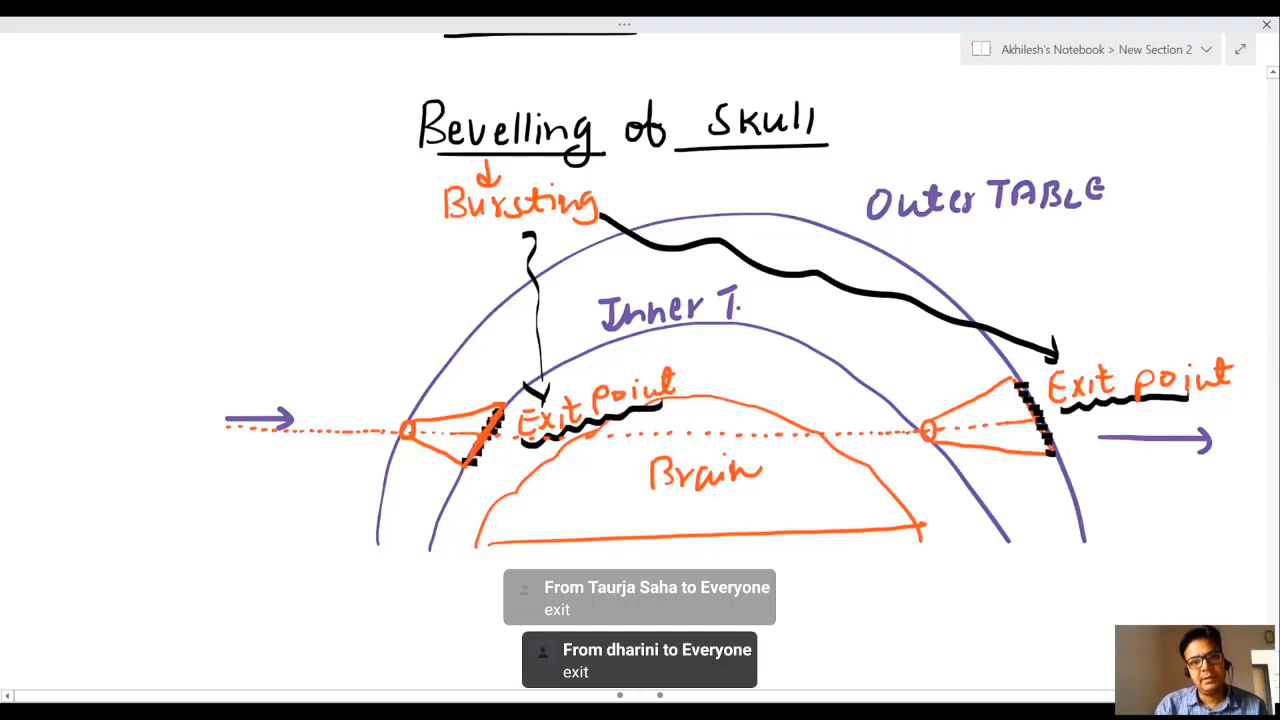 Akhilesh's Notebook > New Section 2
Bevelling of Skull
Bursting
Outer TABLE
Inner T.
Exit point
Exit point
Brain
From Taurja Saha to Everyone
exit
From dharini to Everyone
exit